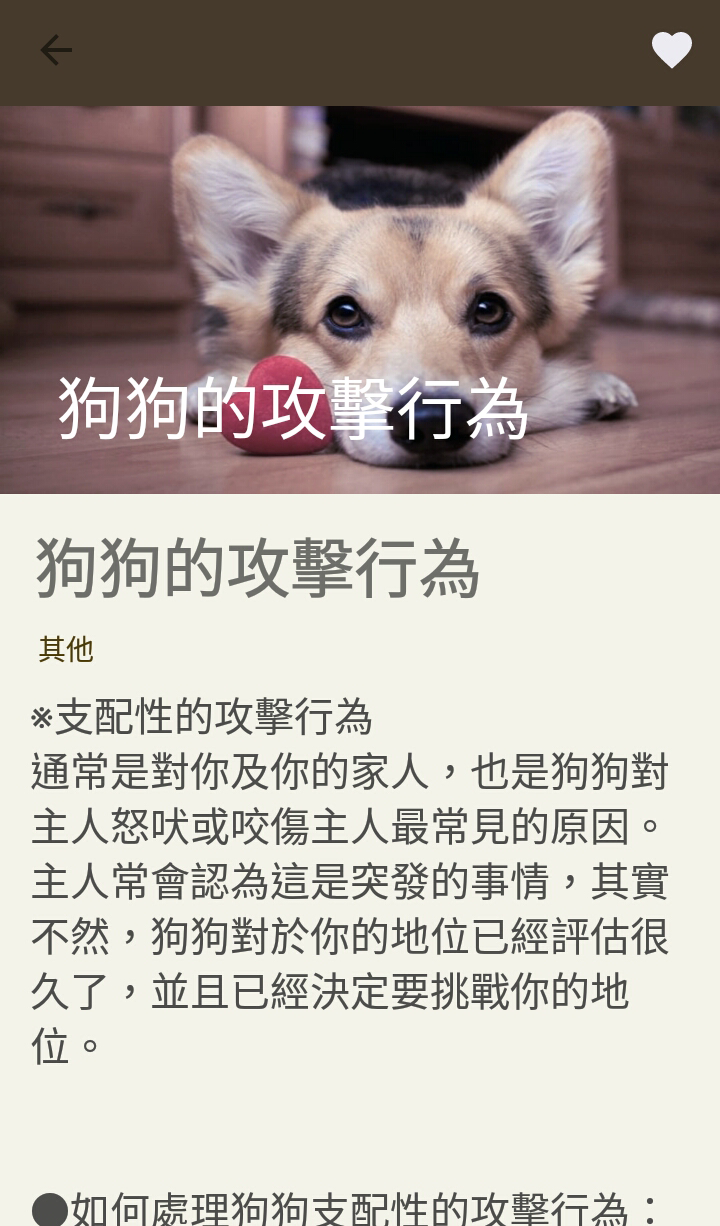 狗狗的攻擊行為
狗狗的攻擊行為
其他
※支配性的攻擊行為
通常是對你及你的家人，也是狗狗對
主人怒吠或咬傷主人最常見的原因。
主人常會認為這是突發的事情，其實
不然，狗狗對於你的地位已經評估很
久了，並且已經決定要挑戰你的地
位。
●如何處理狗狗支配性的攻擊行為：